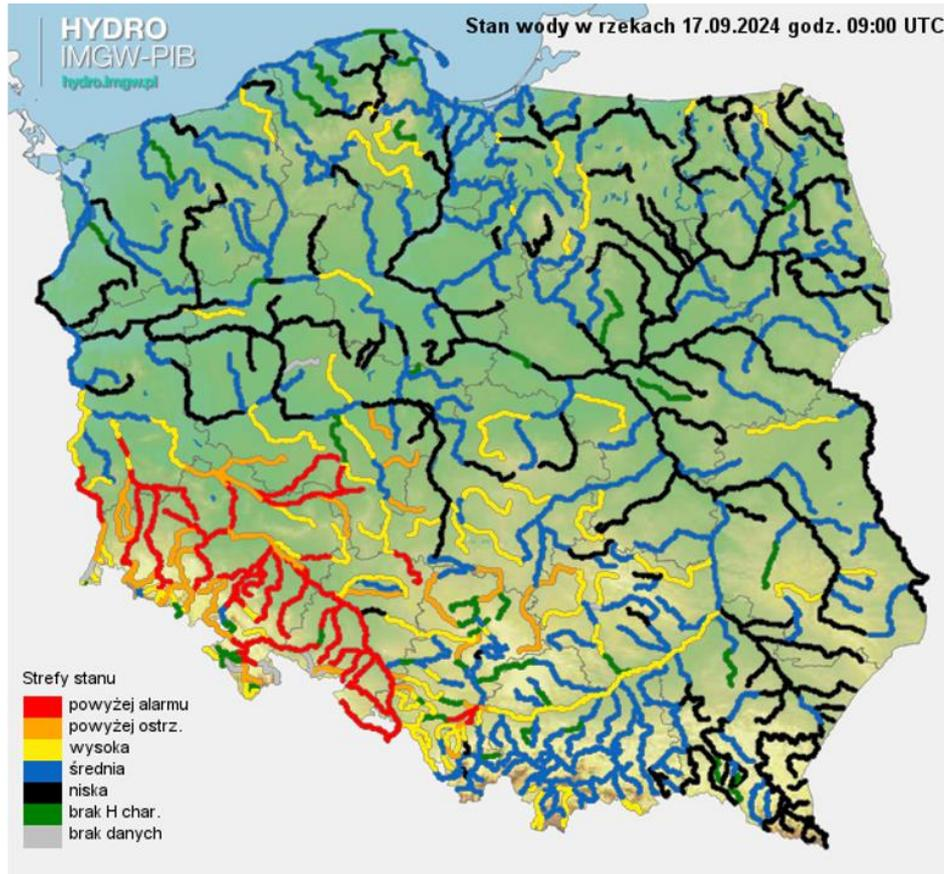 Stan wody w rzekach 17.09.2024 godz. 09:00 UTC
HYDRO
IMGW-PIB
hydro.imgw.pl
Strefy stanu
powyżej alarmu
powyżej ostrz.
wysoka
średnia
niska
brak H char.
brak danych